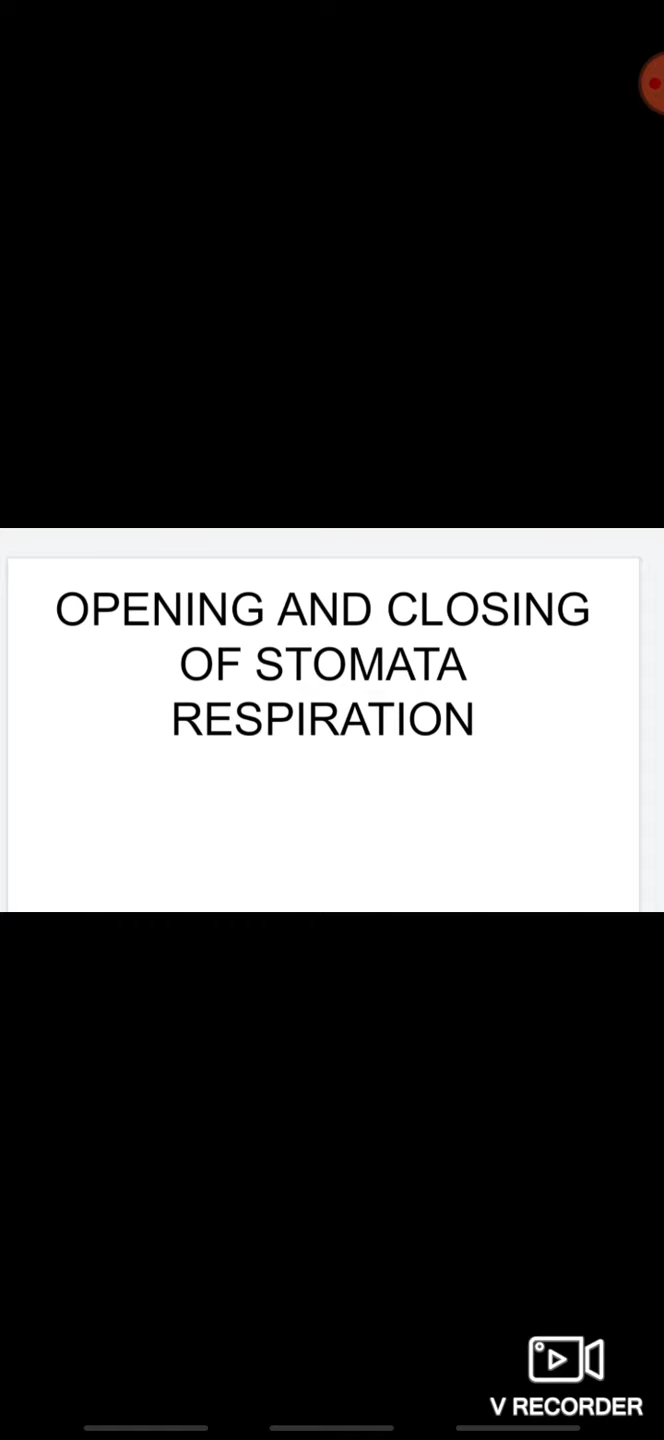 OPENING AND CLOSING
OF STOMATA
RESPIRATION
V RECORDER